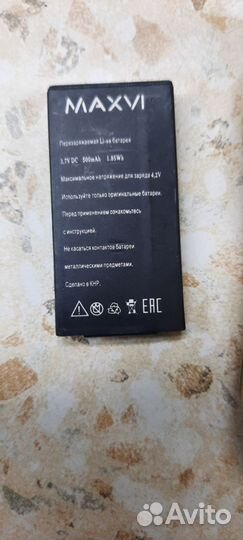 MAXVI
Перезаряжаемая Li-ion батарея
3,7V DC 500mAh 1.85Wh
Максимальное напряжение для заряда 4,2V
Используйте только оригинальные батареи.
Перед применением ознакомьтесь
с инструкцией.
Не касаться контактов батареи
металлическими предметами.
Сделано в КНР.
EAC
Avito